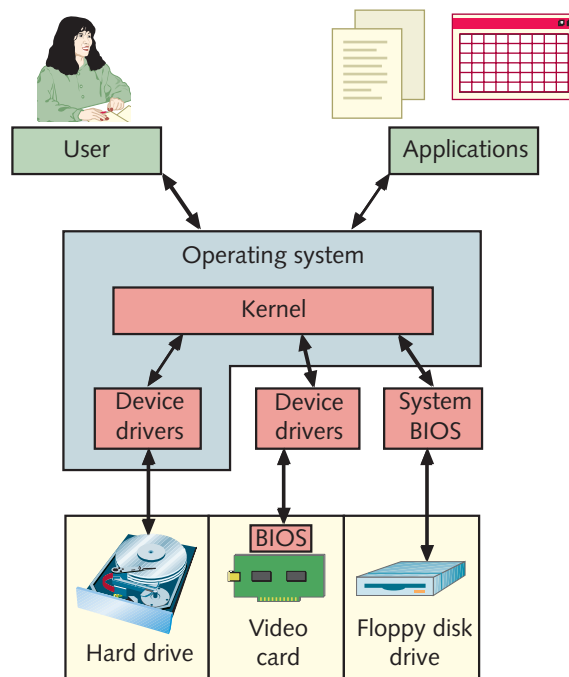 User
Applications
Operating system
Kernel
Device
drivers
Device
drivers
System
BIOS
BIOS
Hard drive
Video
card
Floppy disk
drive